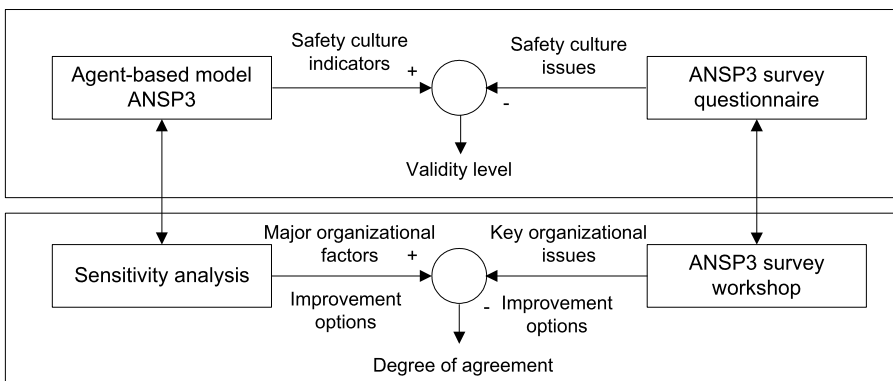 Agent-based model
ANSP3
Safety culture
indicators
+
Safety culture
issues
-
ANSP3 survey
questionnaire
Validity level
Sensitivity analysis
Major organizational
factors
+
Improvement
options
Key organizational
issues
-
Improvement
options
ANSP3 survey
workshop
Degree of agreement